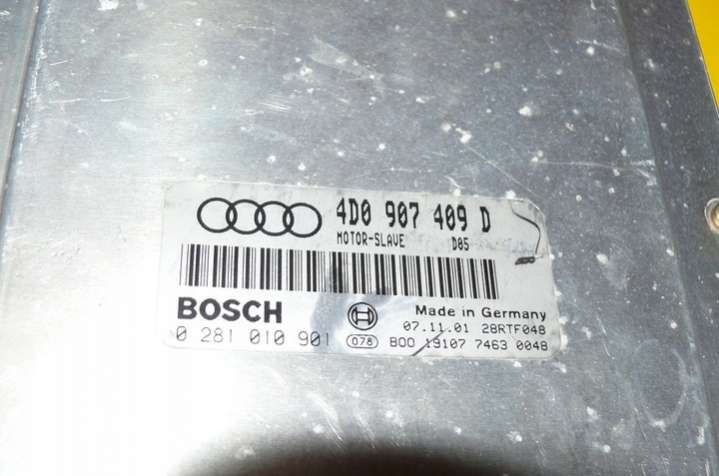 4D0 907 409 D
MOTOR-SLAVE D05
BOSCH
Made in Germany
0 281 010 901
07.11.01 28RTF048
078 B00 19107 7463 0048